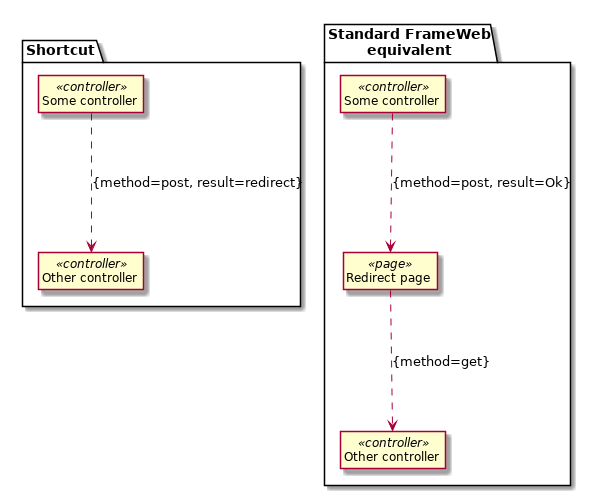 Shortcut
«controller»
Some controller
{method=post, result=redirect}
«controller»
Other controller
Standard FrameWeb
equivalent
«controller»
Some controller
{method=post, result=Ok}
«page»
Redirect page
{method=get}
«controller»
Other controller